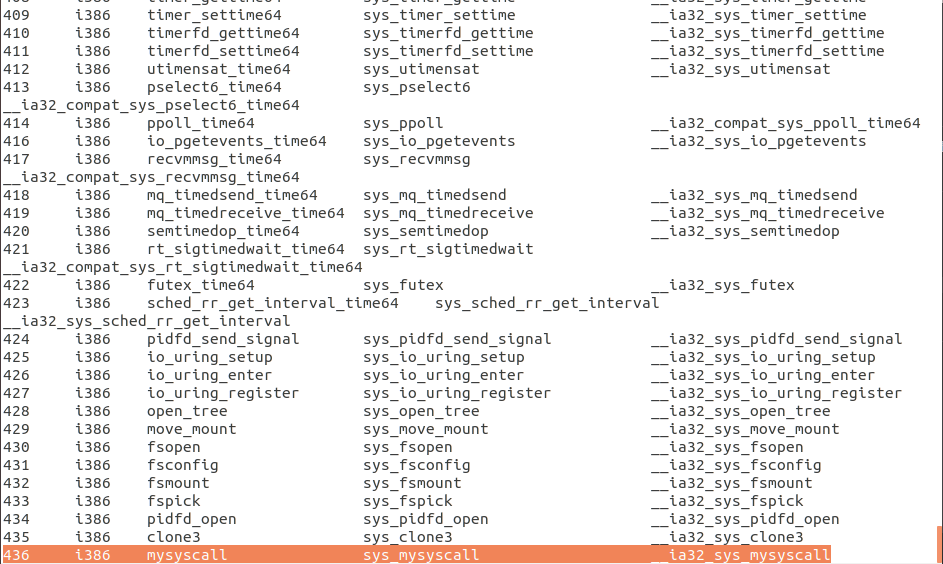 409 i386 timer_settime64 sys_timer_settime __ia32_sys_timer_settime
410 i386 timerfd_gettime64 sys_timerfd_gettime __ia32_sys_timerfd_gettime
411 i386 timerfd_settime64 sys_timerfd_settime __ia32_sys_timerfd_settime
412 i386 utimensat_time64 sys_utimensat __ia32_sys_utimensat
413 i386 pselect6_time64 sys_pselect6
__ia32_compat_sys_pselect6_time64
414 i386 ppoll_time64 sys_ppoll __ia32_compat_sys_ppoll_time64
416 i386 io_pgetevents_time64 sys_io_pgetevents __ia32_sys_io_pgetevents
417 i386 recvmmsg_time64 sys_recvmmsg
__ia32_compat_sys_recvmmsg_time64
418 i386 mq_timedsend_time64 sys_mq_timedsend __ia32_sys_mq_timedsend
419 i386 mq_timedreceive_time64 sys_mq_timedreceive __ia32_sys_mq_timedreceive
420 i386 semtimedop_time64 sys_semtimedop __ia32_sys_semtimedop
421 i386 rt_sigtimedwait_time64 sys_rt_sigtimedwait
__ia32_compat_sys_rt_sigtimedwait_time64
422 i386 futex_time64 sys_futex __ia32_sys_futex
423 i386 sched_rr_get_interval_time64 sys_sched_rr_get_interval
__ia32_sys_sched_rr_get_interval
424 i386 pidfd_send_signal sys_pidfd_send_signal __ia32_sys_pidfd_send_signal
425 i386 io_uring_setup sys_io_uring_setup __ia32_sys_io_uring_setup
426 i386 io_uring_enter sys_io_uring_enter __ia32_sys_io_uring_enter
427 i386 io_uring_register sys_io_uring_register __ia32_sys_io_uring_register
428 i386 open_tree sys_open_tree __ia32_sys_open_tree
429 i386 move_mount sys_move_mount __ia32_sys_move_mount
430 i386 fsopen sys_fsopen __ia32_sys_fsopen
431 i386 fsconfig sys_fsconfig __ia32_sys_fsconfig
432 i386 fsmount sys_fsmount __ia32_sys_fsmount
433 i386 fspick sys_fspick __ia32_sys_fspick
434 i386 pidfd_open sys_pidfd_open __ia32_sys_pidfd_open
435 i386 clone3 sys_clone3 __ia32_sys_clone3
436 i386 mysyscall sys_mysyscall __ia32_sys_mysyscall